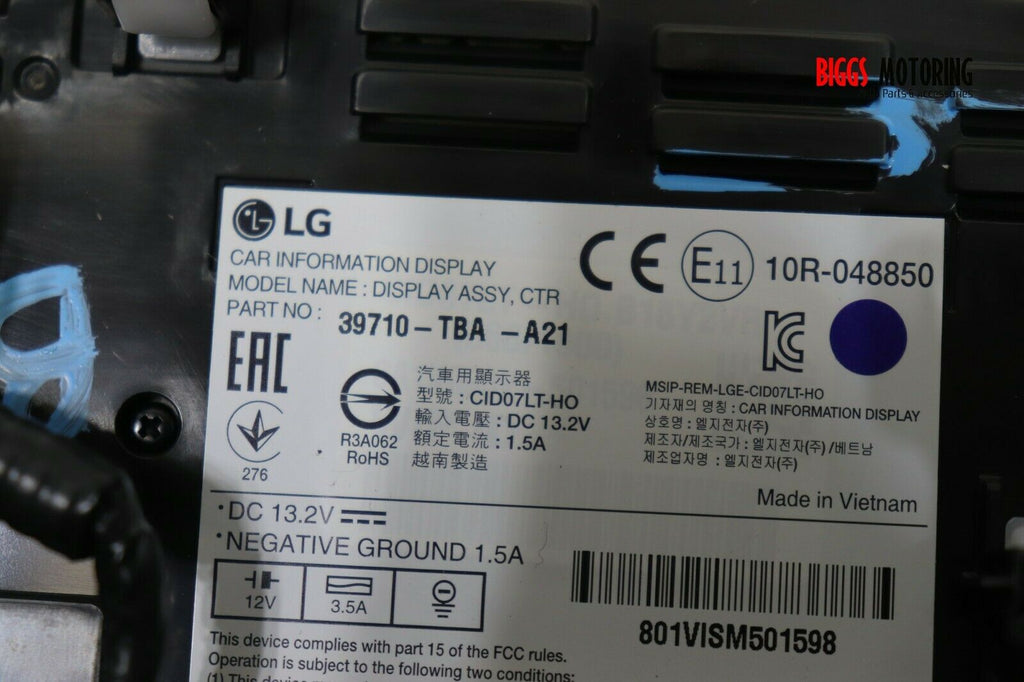 BIGGS MOTORING
Parts & Accessories
LG
CAR INFORMATION DISPLAY
MODEL NAME : DISPLAY ASSY, CTR
PART NO : 39710-TBA -A21
CE E11 10R-048850
EAC
276
R3A062
RoHS
汽車用顯示器
型號 : CID07LT-HO
輸入電壓 : DC 13.2V
額定電流 : 1.5A
越南製造
KC
MSIP-REM-LGE-CID07LT-HO
기자재의 명칭 : CAR INFORMATION DISPLAY
상호명 : 엘지전자(주)
제조자/제조국가 : 엘지전자(주) /베트남
제조업자명 : 엘지전자(주)
Made in Vietnam
•DC 13.2V
•NEGATIVE GROUND 1.5A
12V 3.5A
801VISM501598
This device complies with part 15 of the FCC rules.
Operation is subject to the following two conditions:
(1) This